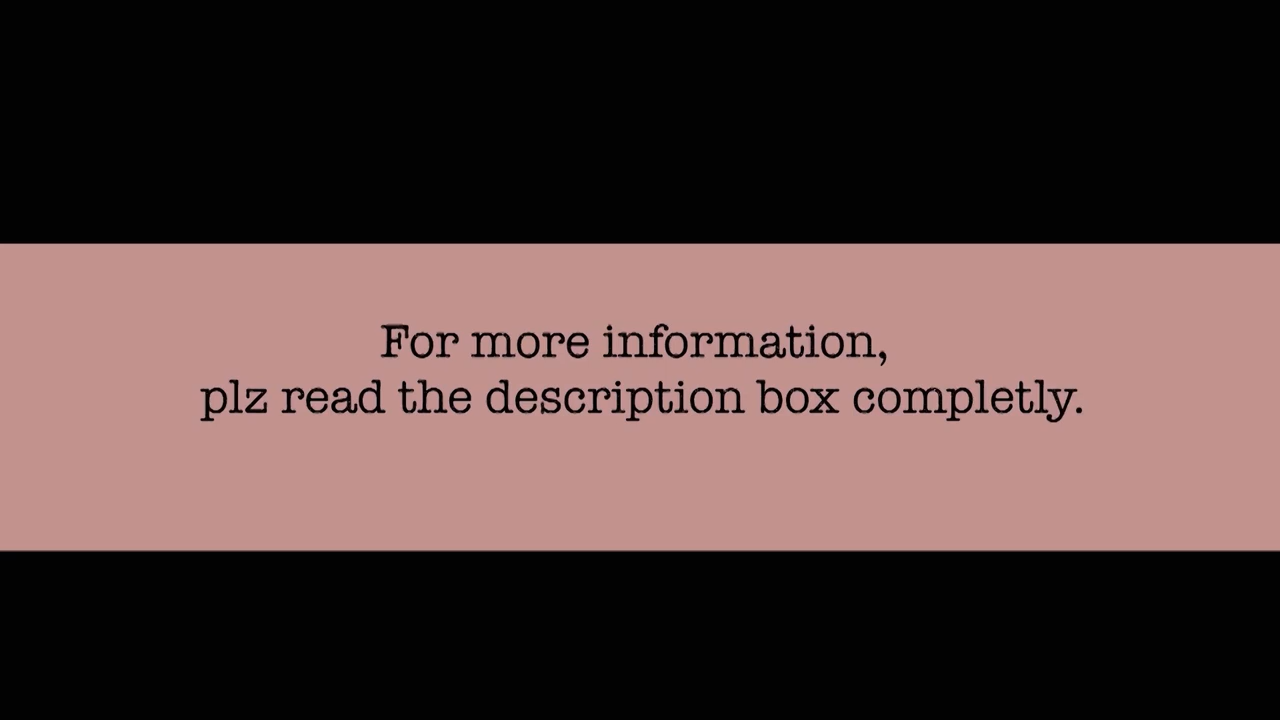 For more information,
plz read the description box completly.